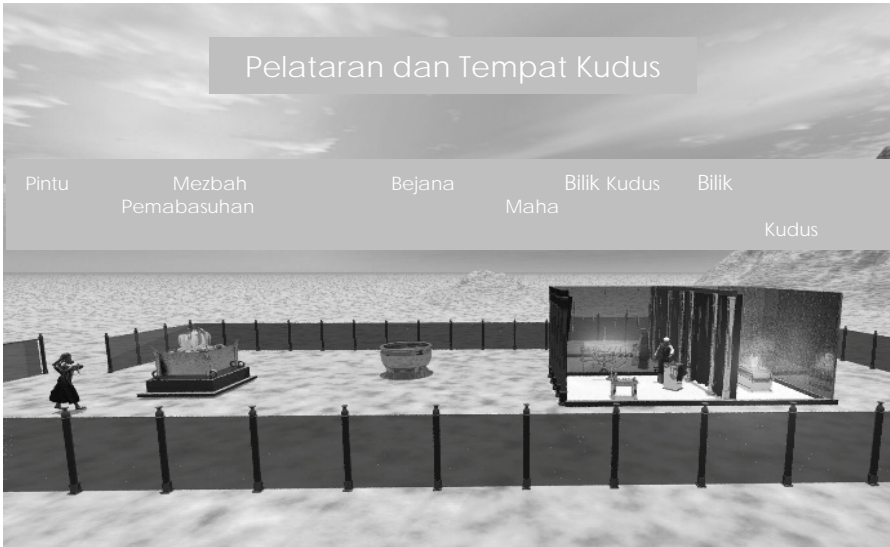 Pelataran dan Tempat Kudus
Pintu Mezbah Bejana Bilik Kudus Bilik
Pemabasuhan Maha
Kudus